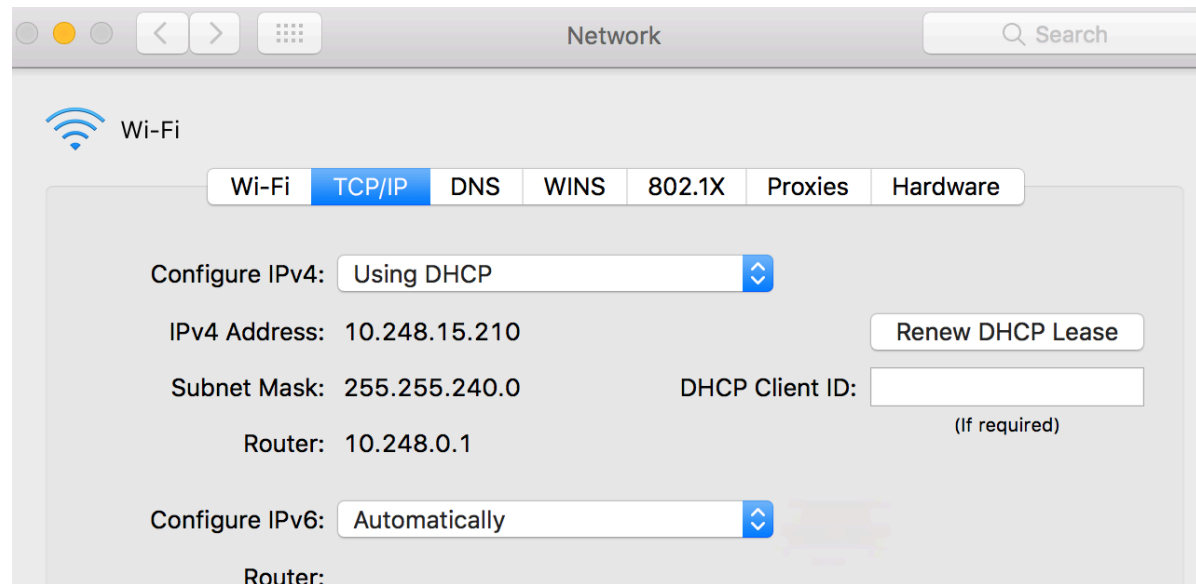 Network
Search
Wi-Fi
Wi-Fi TCP/IP DNS WINS 802.1X Proxies Hardware
Configure IPv4: Using DHCP
IPv4 Address: 10.248.15.210 Renew DHCP Lease
Subnet Mask: 255.255.240.0 DHCP Client ID:
(If required)
Router: 10.248.0.1
Configure IPv6: Automatically
Router: